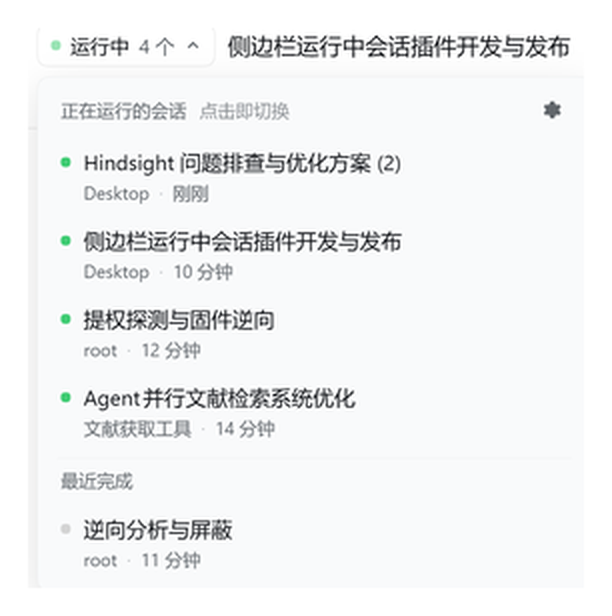 运行中 4 个 侧边栏运行中会话插件开发与发布
正在运行的会话 点击即切换
Hindsight 问题排查与优化方案 (2)
Desktop · 刚刚
侧边栏运行中会话插件开发与发布
Desktop · 10 分钟
提权探测与固件逆向
root · 12 分钟
Agent并行文献检索系统优化
文献获取工具 · 14 分钟
最近完成
逆向分析与屏蔽
root · 11 分钟